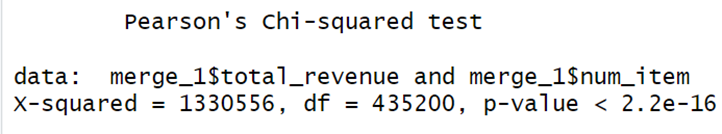 Pearson's Chi-squared test
data: merge_1$total_revenue and merge_1$num_item
X-squared = 1330556, df = 435200, p-value < 2.2e-16